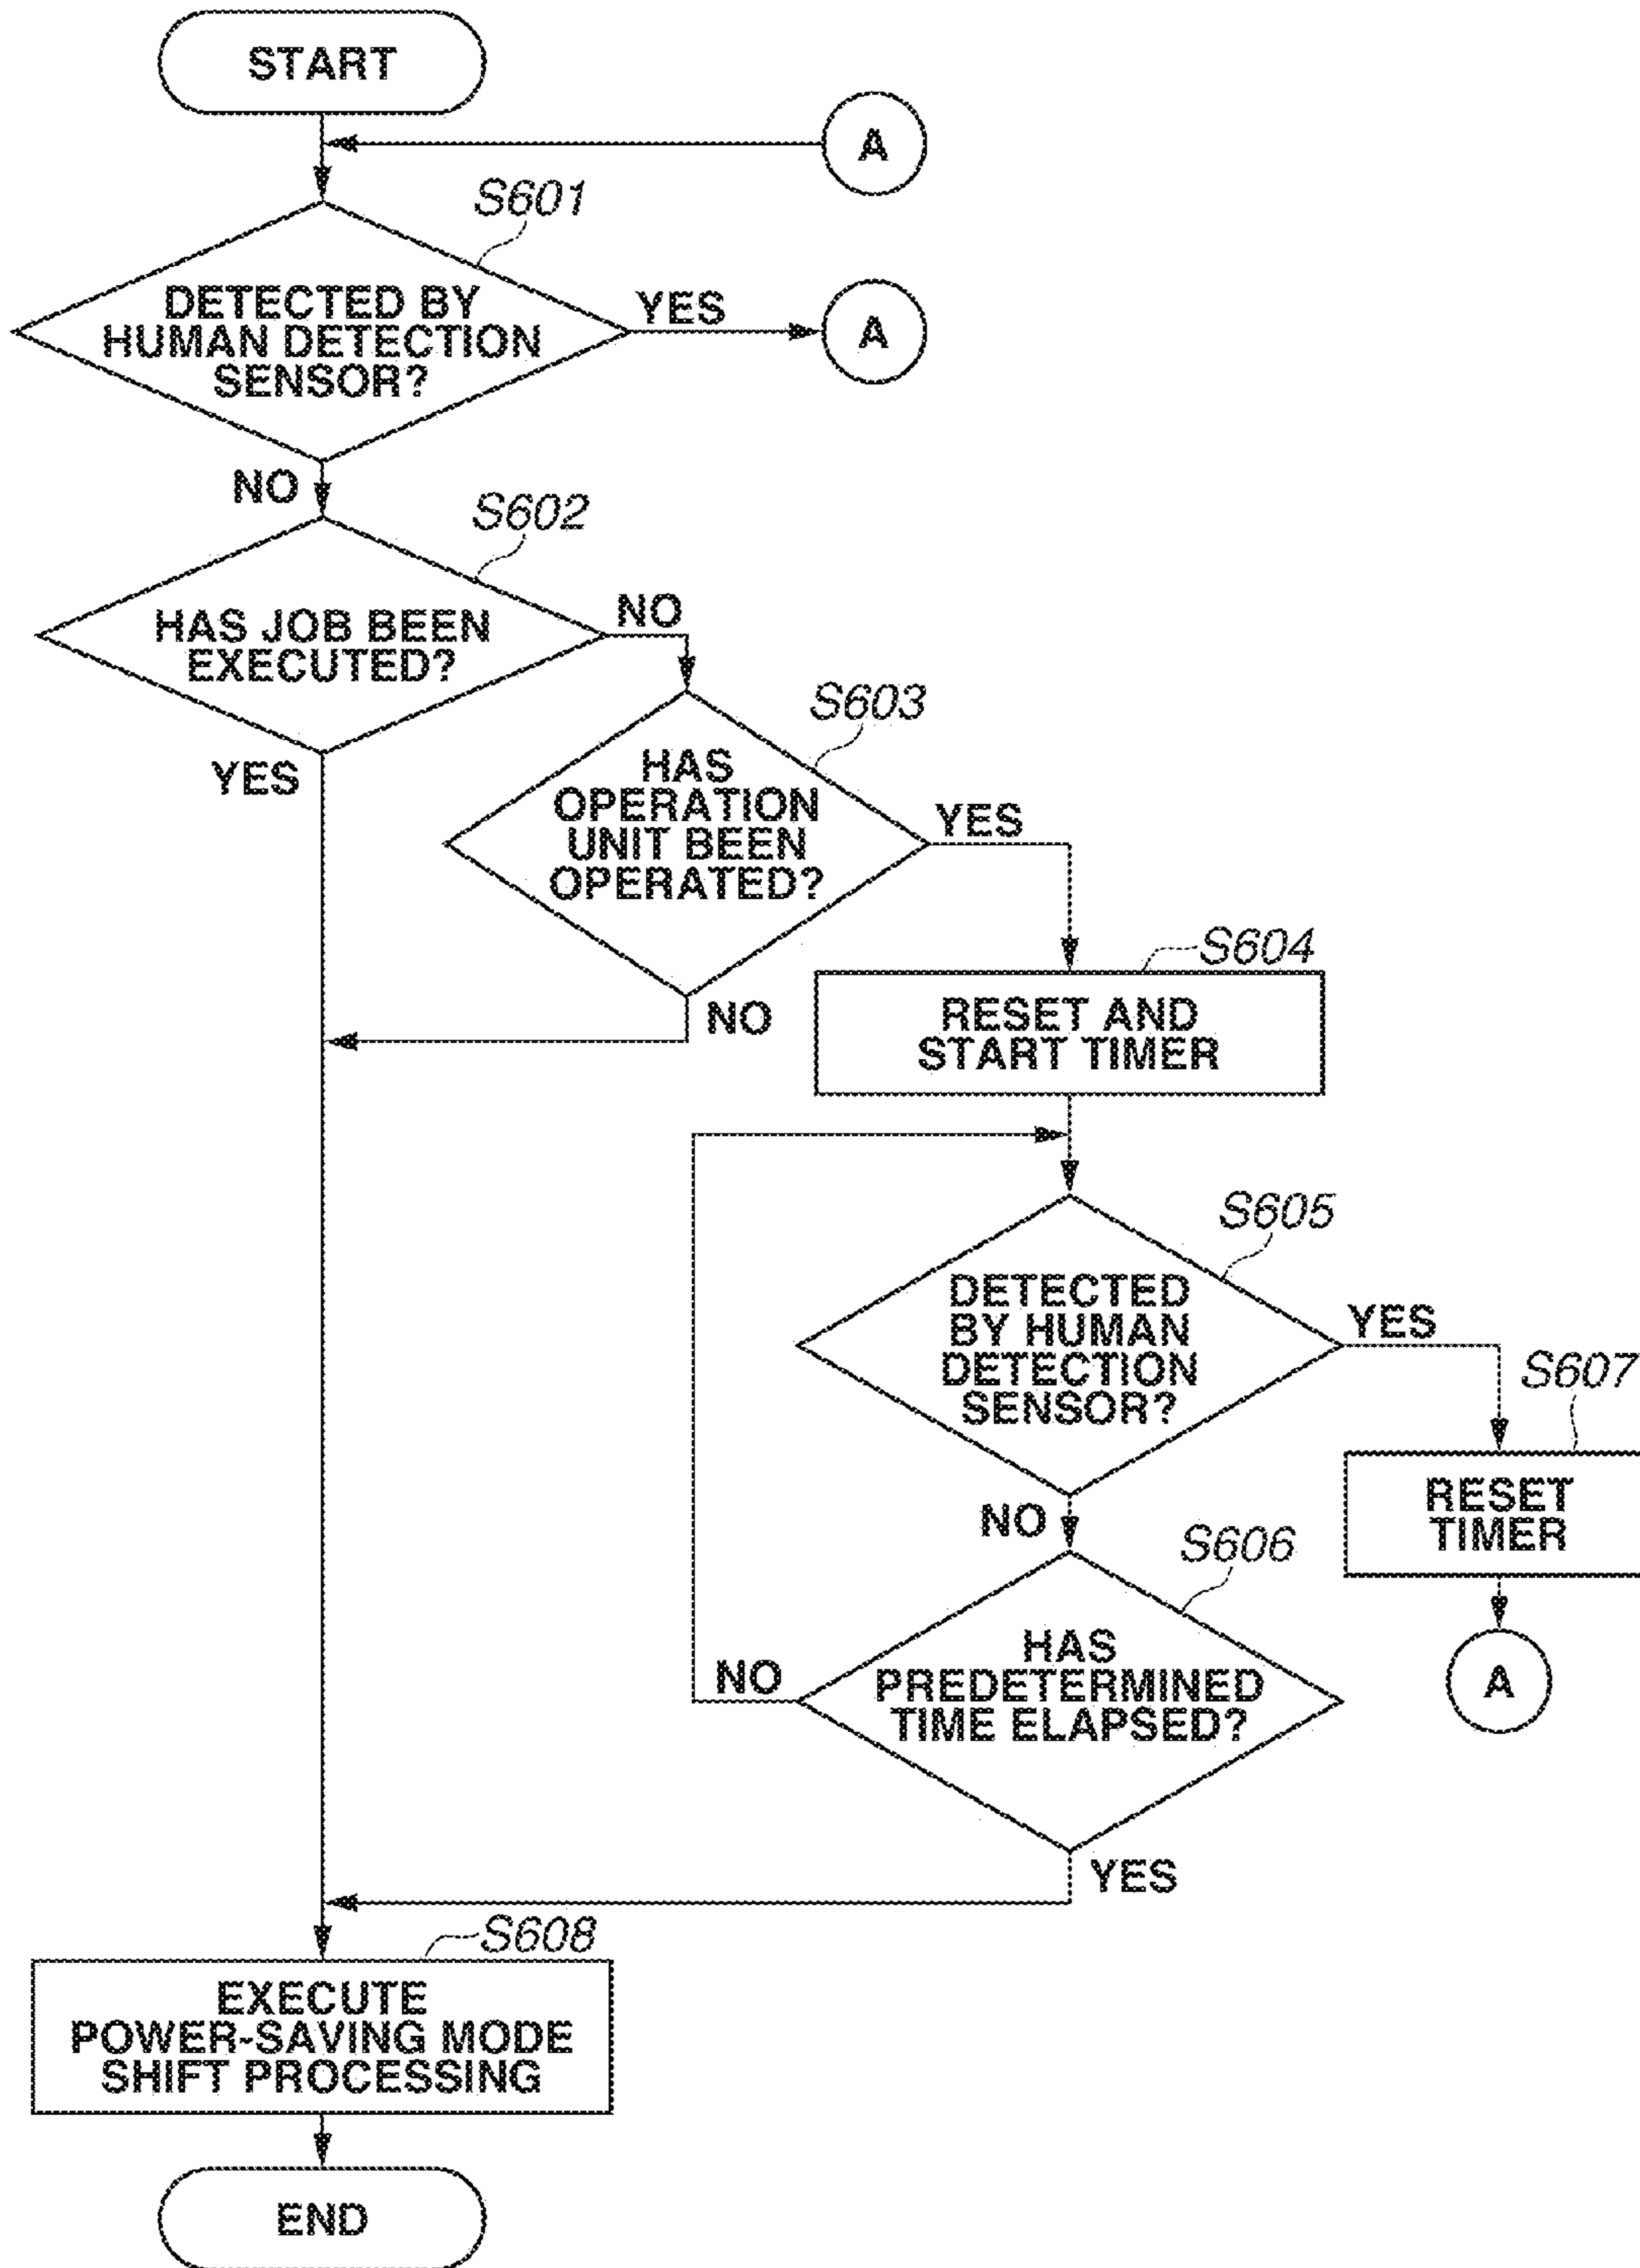 START
A
S601
DETECTED BY
HUMAN DETECTION
SENSOR?
YES
A
NO
S602
HAS JOB BEEN
EXECUTED?
NO
YES
S603
HAS
OPERATION
UNIT BEEN
OPERATED?
YES
NO
S604
RESET AND
START TIMER
S605
DETECTED
BY HUMAN
DETECTION
SENSOR?
YES
NO
S607
RESET
TIMER
A
S606
HAS
PREDETERMINED
TIME ELAPSED?
NO
YES
S608
EXECUTE
POWER-SAVING MODE
SHIFT PROCESSING
END